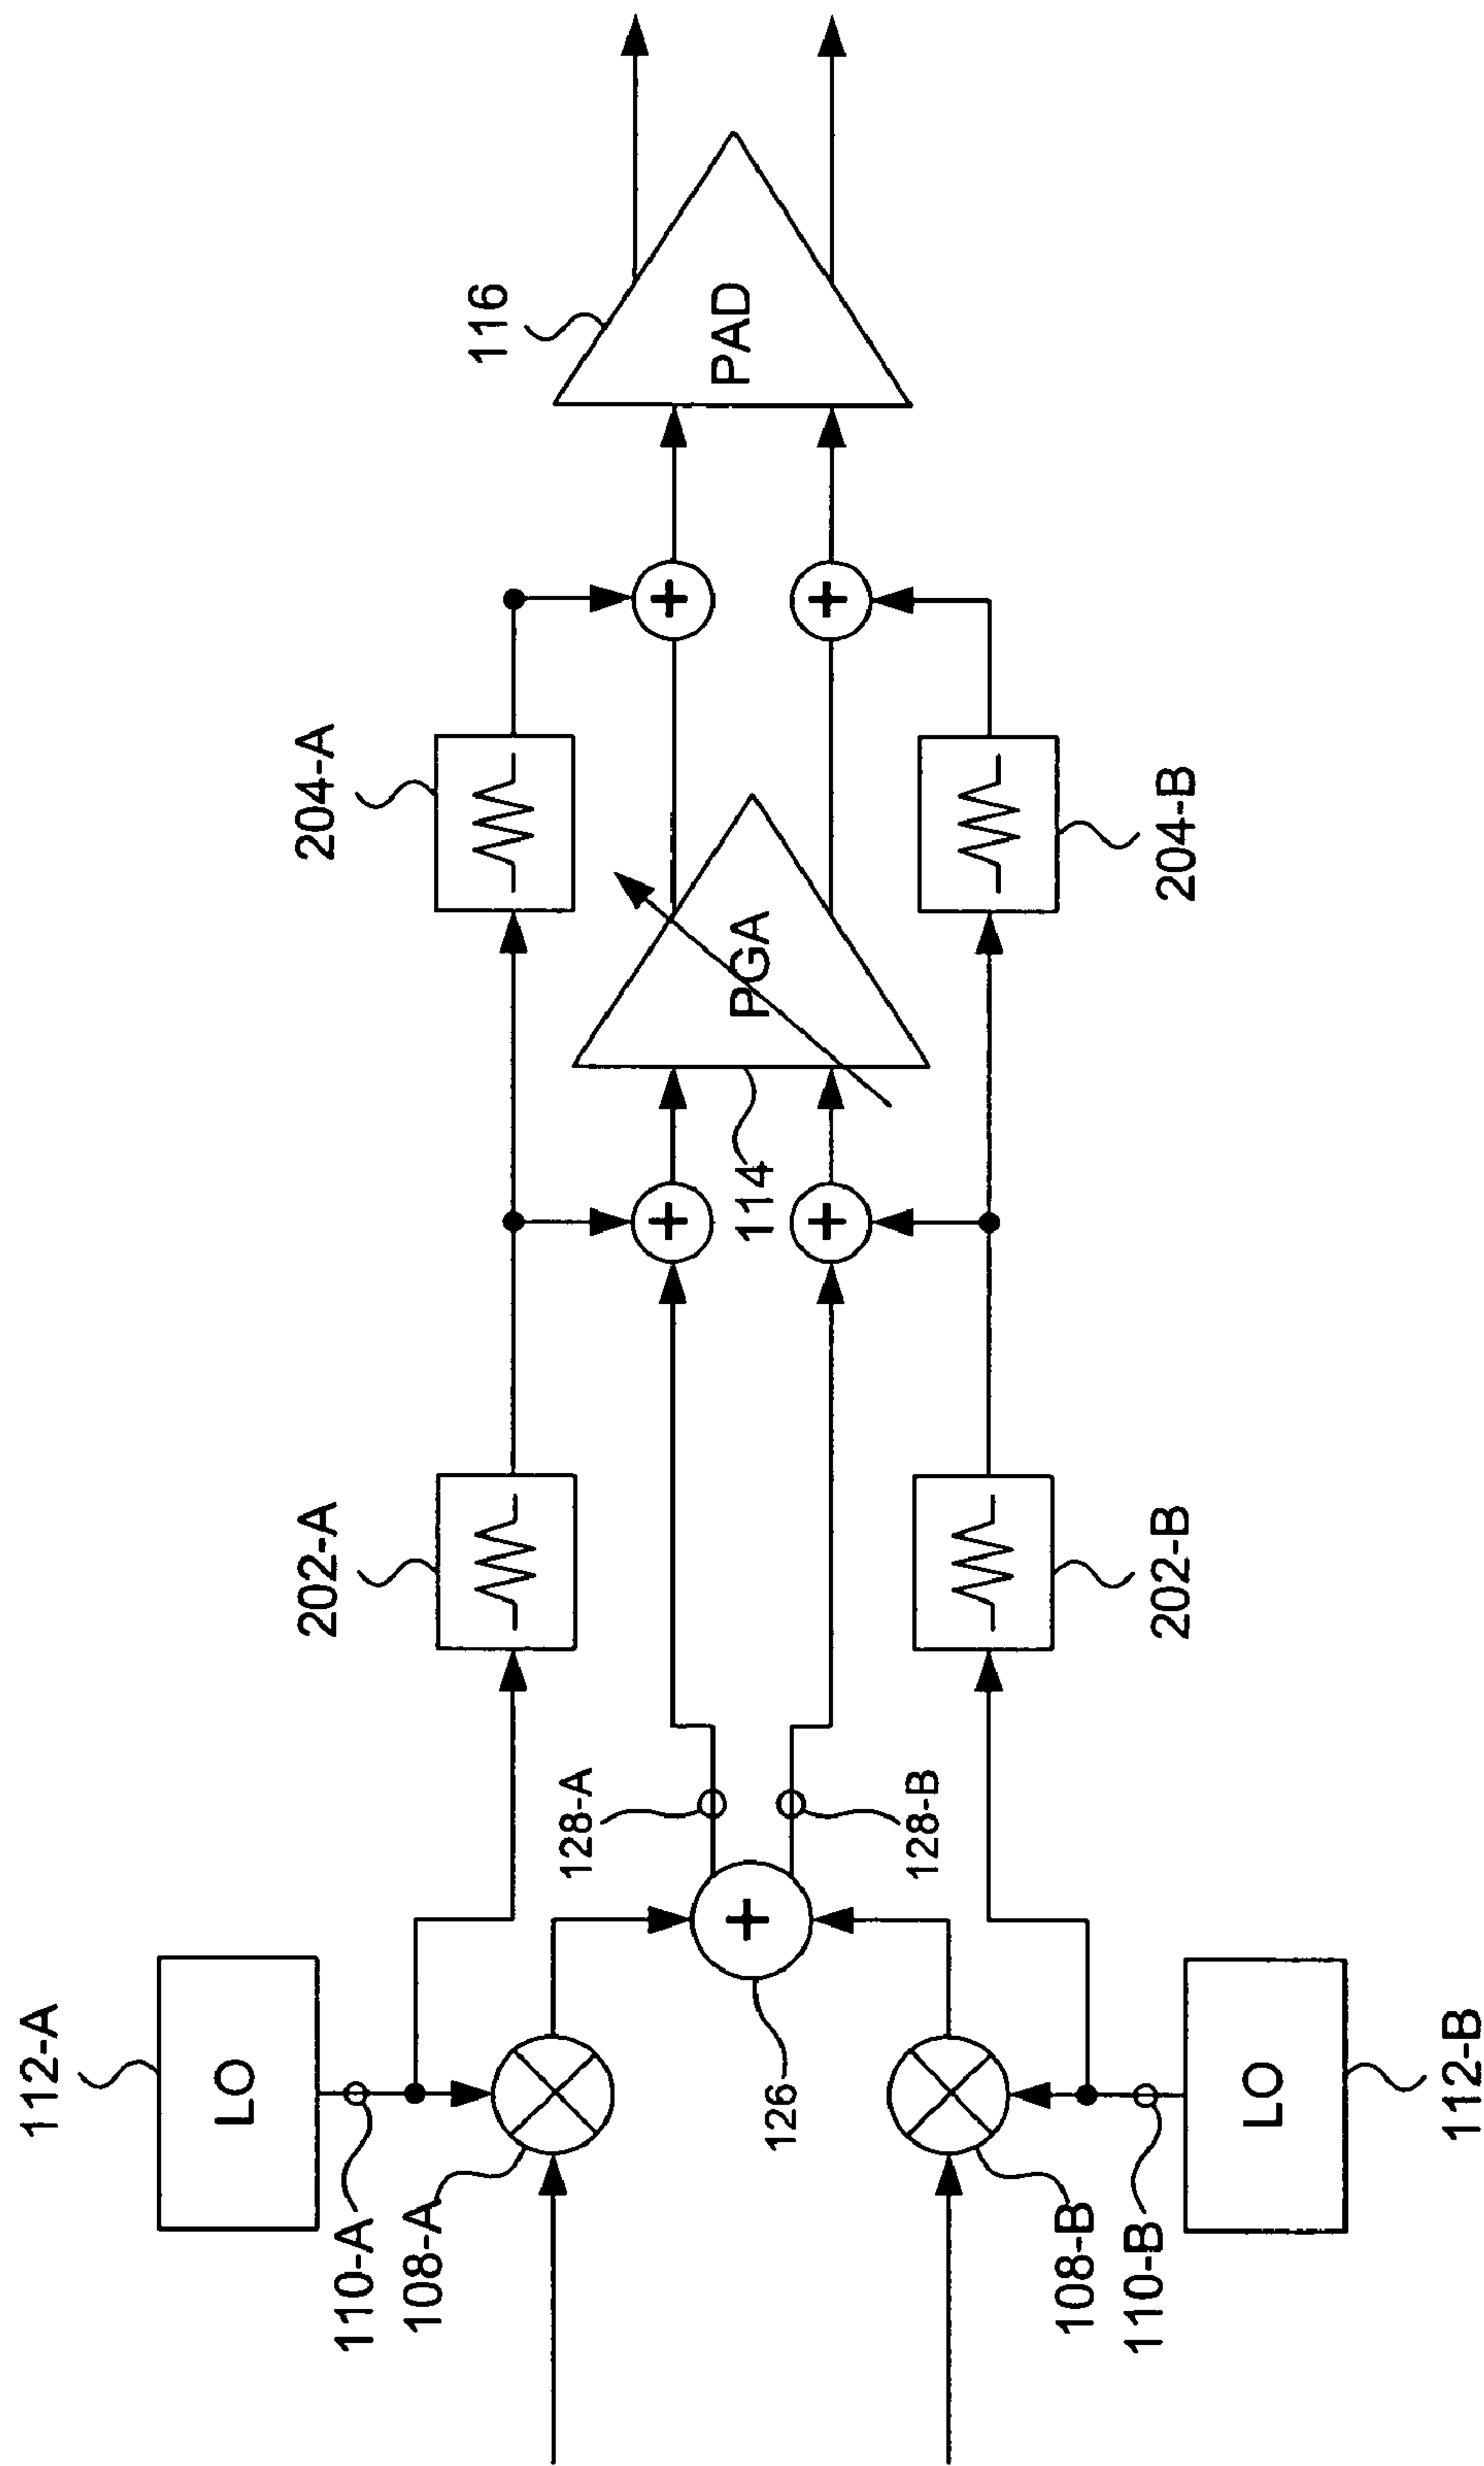 112-A
LO
110-A
108-A
202-A
204-A
128-A
116
126
114
PGA
PAD
128-B
108-B
110-B
202-B
204-B
LO
112-B
+
+
+
+
+